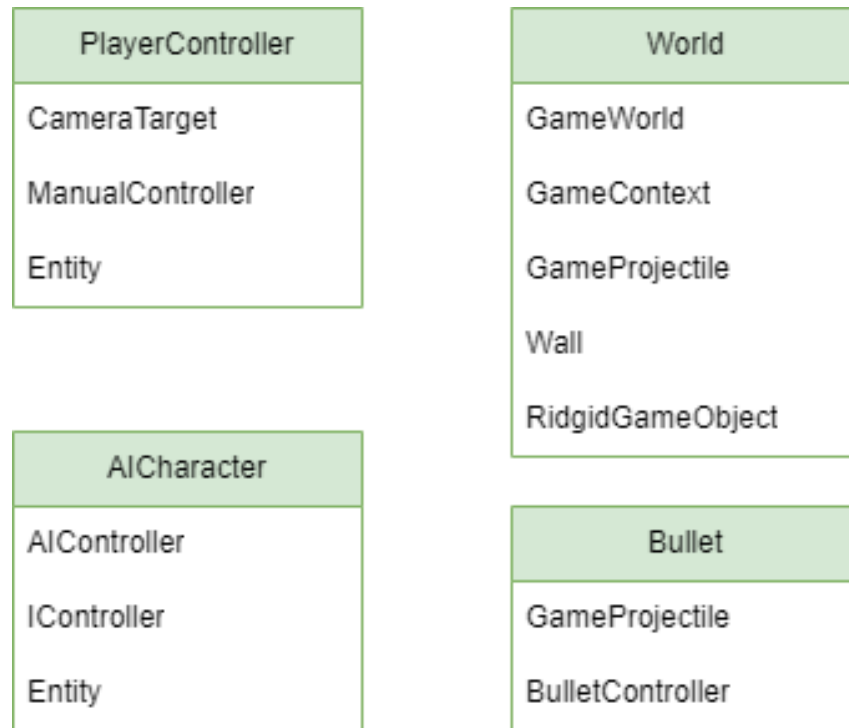 PlayerController
CameraTarget
ManualController
Entity
AICharacter
AIController
IController
Entity
World
GameWorld
GameContext
GameProjectile
Wall
RidgidGameObject
Bullet
GameProjectile
BulletController